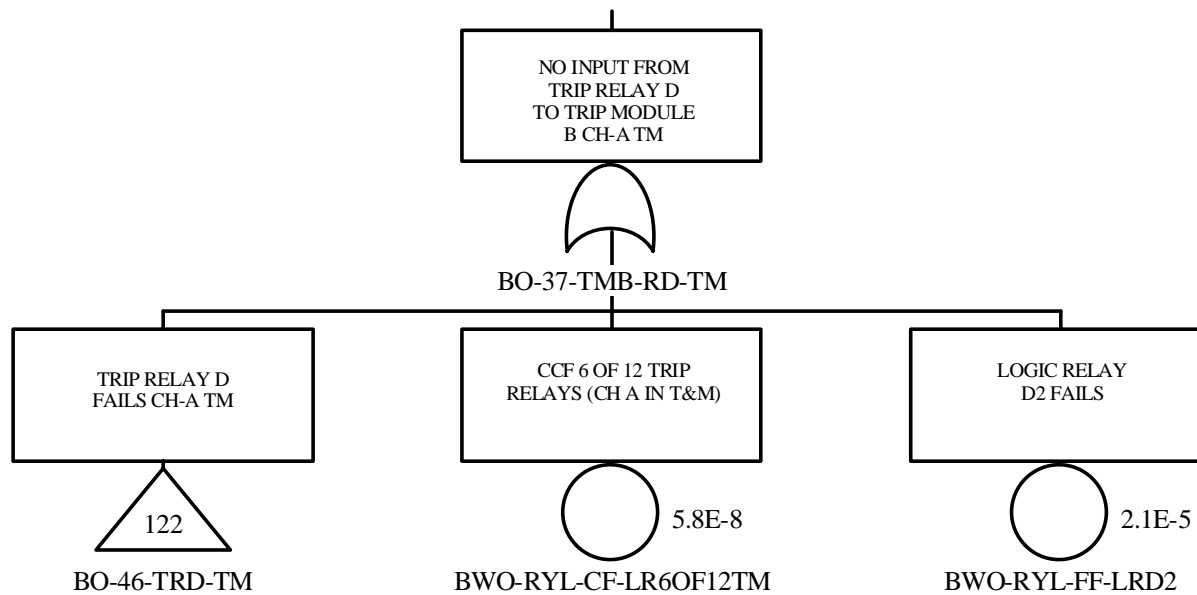 NO INPUT FROM
TRIP RELAY D
TO TRIP MODULE
B CH-A TM
BO-37-TMB-RD-TM
TRIP RELAY D
FAILS CH-A TM
CCF 6 OF 12 TRIP
RELAYS (CH A IN T&M)
LOGIC RELAY
D2 FAILS
122
5.8E-8
2.1E-5
BO-46-TRD-TM
BWO-RYL-CF-LR6OF12TM
BWO-RYL-FF-LRD2